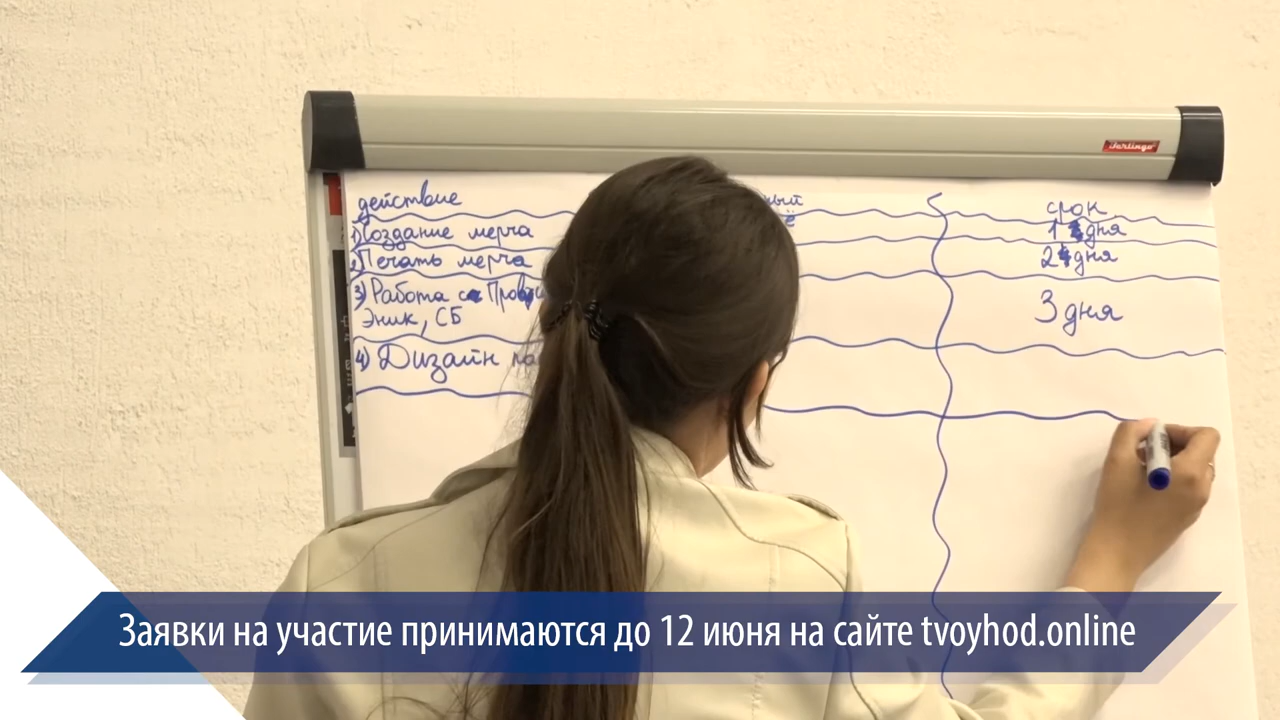 Berlingo
действие
срок
1) Создание мерча
1 дня
2) Печать мерча
2 дня
3) Работа с
3 дня
Эник, СБ
4) Дизайн
Заявки на участие принимаются до 12 июня на сайте tvoyhod.online